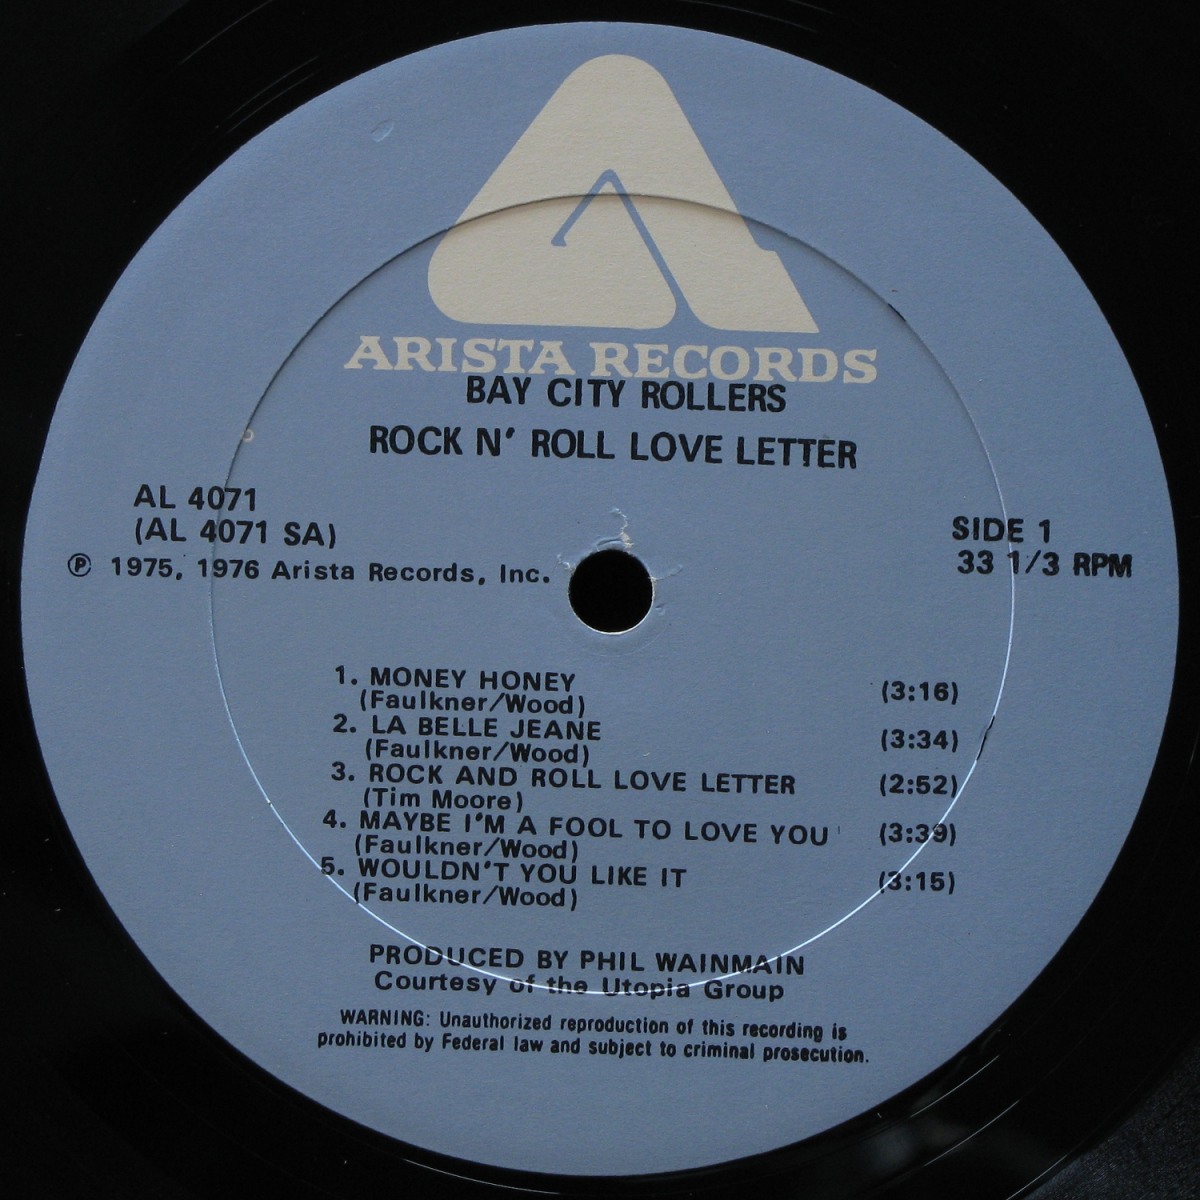 ARISTA RECORDS
BAY CITY ROLLERS
ROCK N' ROLL LOVE LETTER
AL 4071
(AL 4071 SA)
Ⓟ 1975, 1976 Arista Records, Inc.
SIDE 1
33 1/3 RPM
1. MONEY HONEY (3:16)
(Faulkner/Wood)
2. LA BELLE JEANE (3:34)
(Faulkner/Wood)
3. ROCK AND ROLL LOVE LETTER (2:52)
(Tim Moore)
4. MAYBE I'M A FOOL TO LOVE YOU (3:39)
(Faulkner/Wood)
5. WOULDN'T YOU LIKE IT (3:15)
(Faulkner/Wood)
PRODUCED BY PHIL WAINMAIN
Courtesy of the Utopia Group
WARNING: Unauthorized reproduction of this recording is
prohibited by Federal law and subject to criminal prosecution.